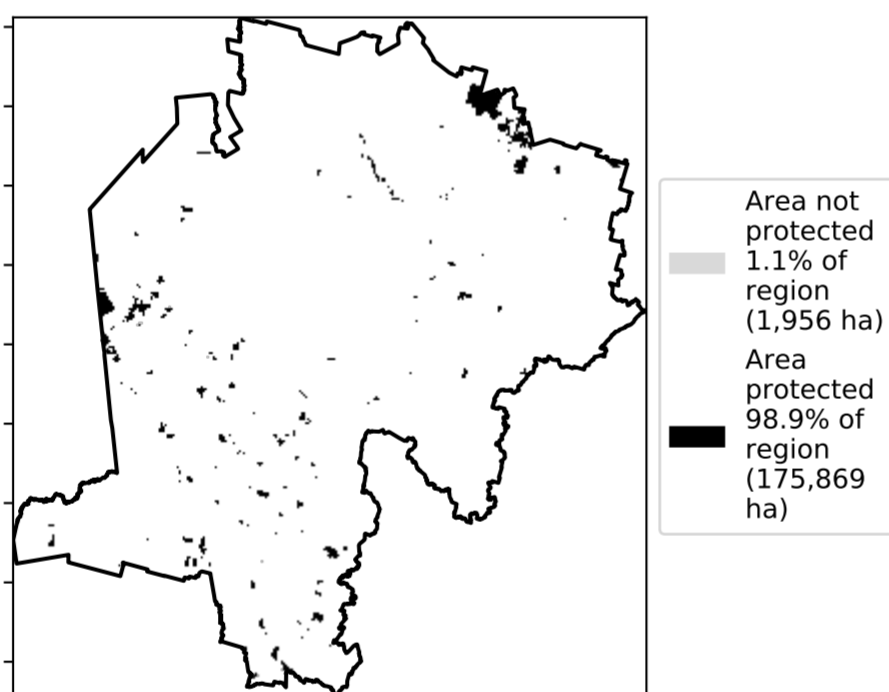 Area not
protected
1.1% of
region
(1,956 ha)
Area
protected
98.9% of
region
(175,869
ha)